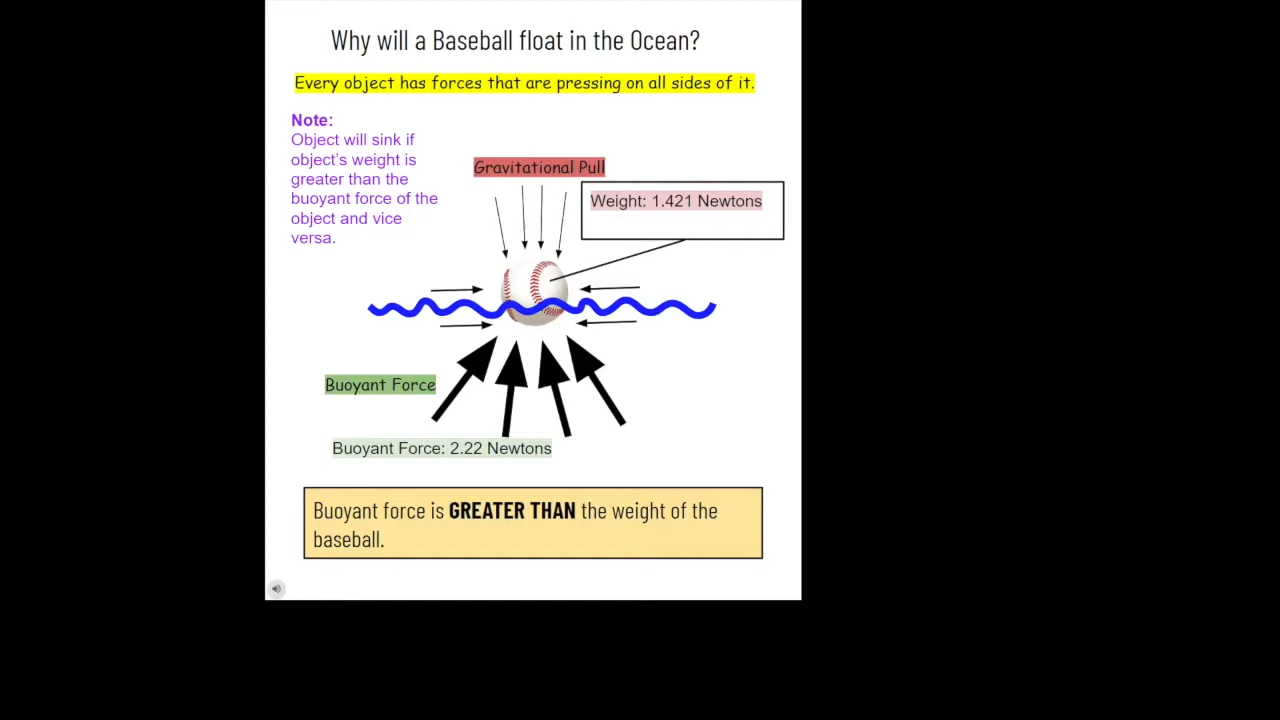 Why will a Baseball float in the Ocean?
Every object has forces that are pressing on all sides of it.
Note:
Object will sink if
object's weight is
greater than the
buoyant force of the
object and vice
versa.
Gravitational Pull
Weight: 1.421 Newtons
Buoyant Force
Buoyant Force: 2.22 Newtons
Buoyant force is GREATER THAN the weight of the
baseball.